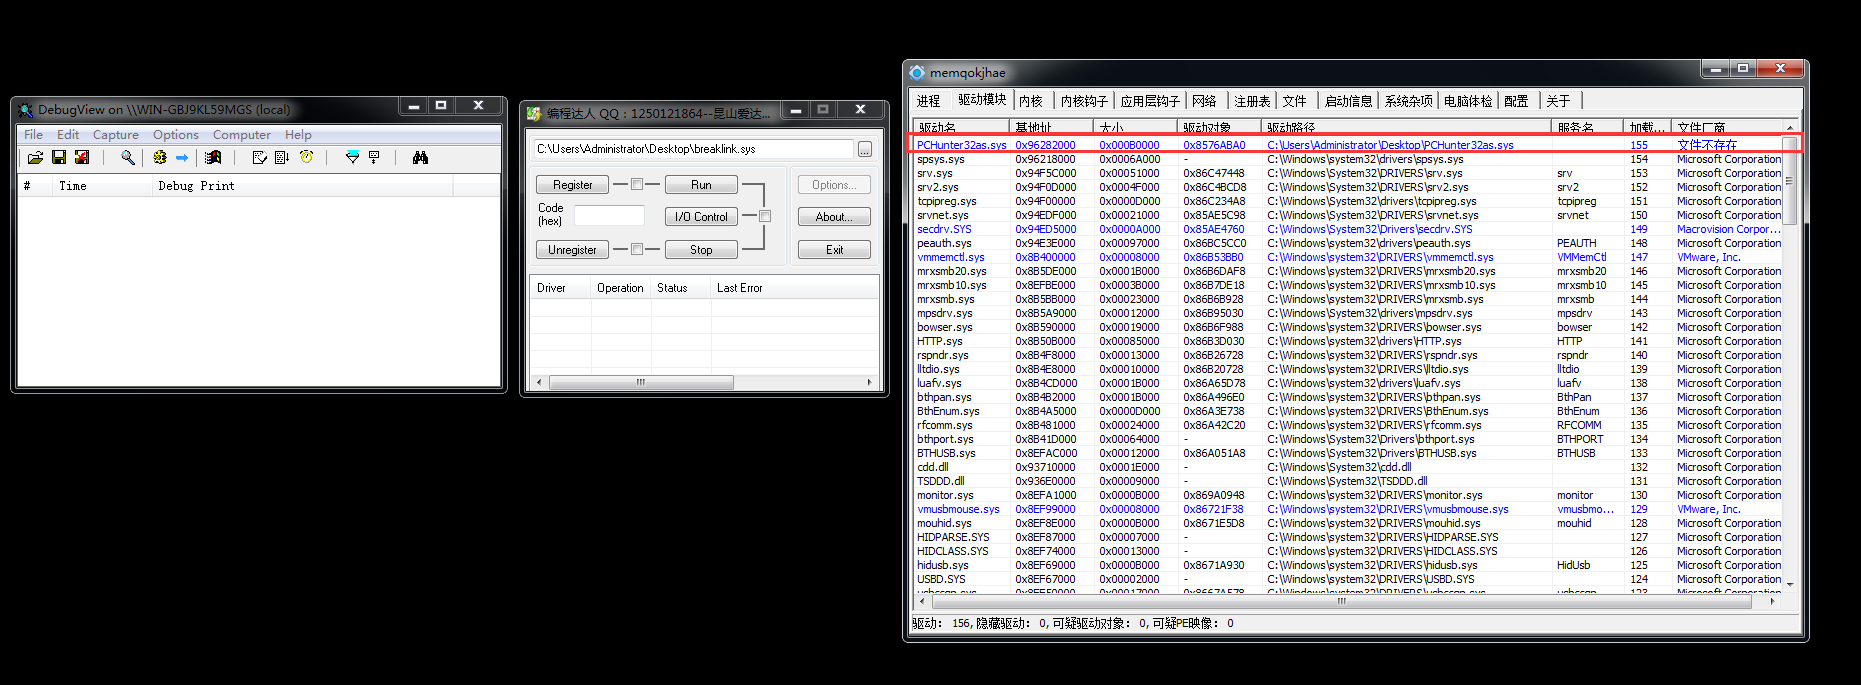 DebugView on \\WIN-GBJ9KL59MGS (local)
File Edit Capture Options Computer Help
# Time Debug Print
编程达人 QQ：1250121864--昆山爱达...
C:\Users\Administrator\Desktop\breaklink.sys ...
Register Run Options...
Code (hex) I/O Control About...
Unregister Stop Exit
Driver Operation Status Last Error
memqokjhae
进程 驱动模块 内核 内核钩子 应用层钩子 网络 注册表 文件 启动信息 系统杂项 电脑体检 配置 关于
驱动名 基地址 大小 驱动对象 驱动路径 服务名 加载... 文件厂商
PCHunter32as.sys 0x96282000 0x000B0000 0x8576ABA0 C:\Users\Administrator\Desktop\PCHunter32as.sys 155 文件不存在
spsys.sys 0x96218000 0x0006A000 - C:\Windows\system32\drivers\spsys.sys 154 Microsoft Corporation
srv.sys 0x94F5C000 0x00051000 0x86C47448 C:\Windows\System32\DRIVERS\srv.sys srv 153 Microsoft Corporation
srv2.sys 0x94F0D000 0x0004F000 0x86C4BCD8 C:\Windows\System32\DRIVERS\srv2.sys srv2 152 Microsoft Corporation
tcpipreg.sys 0x94F00000 0x0000D000 0x86C234A8 C:\Windows\System32\drivers\tcpipreg.sys tcpipreg 151 Microsoft Corporation
srvnet.sys 0x94EDF000 0x00021000 0x85AE5C98 C:\Windows\System32\DRIVERS\srvnet.sys srvnet 150 Microsoft Corporation
secdrv.SYS 0x94ED5000 0x0000A000 0x85AE4760 C:\Windows\System32\Drivers\secdrv.SYS 149 Macrovision Corpor...
peauth.sys 0x94E3E000 0x00097000 0x86BC5CC0 C:\Windows\system32\drivers\peauth.sys PEAUTH 148 Microsoft Corporation
vmmemctl.sys 0x8B400000 0x00008000 0x86B53BB0 C:\Windows\system32\DRIVERS\vmmemctl.sys VMMemCtl 147 VMware, Inc.
mrxsmb20.sys 0x8B5DE000 0x0001B000 0x86B6DAF8 C:\Windows\system32\DRIVERS\mrxsmb20.sys mrxsmb20 146 Microsoft Corporation
mrxsmb10.sys 0x8EFBE000 0x0003B000 0x86B7DE18 C:\Windows\system32\DRIVERS\mrxsmb10.sys mrxsmb10 145 Microsoft Corporation
mrxsmb.sys 0x8B5BB000 0x00023000 0x86B6B928 C:\Windows\system32\DRIVERS\mrxsmb.sys mrxsmb 144 Microsoft Corporation
mpsdrv.sys 0x8B5A9000 0x00012000 0x86B95030 C:\Windows\System32\drivers\mpsdrv.sys mpsdrv 143 Microsoft Corporation
bowser.sys 0x8B590000 0x00019000 0x86B6F988 C:\Windows\system32\DRIVERS\bowser.sys bowser 142 Microsoft Corporation
HTTP.sys 0x8B50B000 0x00085000 0x86B3D030 C:\Windows\system32\drivers\HTTP.sys HTTP 141 Microsoft Corporation
rspndr.sys 0x8B4F8000 0x00013000 0x86B26728 C:\Windows\system32\DRIVERS\rspndr.sys rspndr 140 Microsoft Corporation
lltdio.sys 0x8B4E8000 0x00010000 0x86B20728 C:\Windows\system32\DRIVERS\lltdio.sys lltdio 139 Microsoft Corporation
luafv.sys 0x8B4CD000 0x0001B000 0x86A65D78 C:\Windows\system32\drivers\luafv.sys luafv 138 Microsoft Corporation
bthpan.sys 0x8B4B2000 0x0001B000 0x86A496E0 C:\Windows\system32\DRIVERS\bthpan.sys BthPan 137 Microsoft Corporation
BthEnum.sys 0x8B4A5000 0x0000D000 0x86A3E738 C:\Windows\system32\DRIVERS\BthEnum.sys BthEnum 136 Microsoft Corporation
rfcomm.sys 0x8B481000 0x00024000 0x86A42C20 C:\Windows\system32\DRIVERS\rfcomm.sys RFCOMM 135 Microsoft Corporation
bthport.sys 0x8B41D000 0x00064000 - C:\Windows\System32\Drivers\bthport.sys BTHPORT 134 Microsoft Corporation
BTHUSB.sys 0x8EFAC000 0x00012000 0x86A051A8 C:\Windows\System32\Drivers\BTHUSB.sys BTHUSB 133 Microsoft Corporation
cdd.dll 0x93710000 0x0001E000 - C:\Windows\System32\cdd.dll 132 Microsoft Corporation
TSDDD.dll 0x936E0000 0x00009000 - C:\Windows\System32\TSDDD.dll 131 Microsoft Corporation
monitor.sys 0x8EFA1000 0x0000B000 0x869A0948 C:\Windows\system32\DRIVERS\monitor.sys monitor 130 Microsoft Corporation
vmusbmouse.sys 0x8EF99000 0x00008000 0x86721F38 C:\Windows\system32\DRIVERS\vmusbmouse.sys vmusbmo... 129 VMware, Inc.
mouhid.sys 0x8EF8E000 0x0000B000 0x8671E5D8 C:\Windows\system32\DRIVERS\mouhid.sys mouhid 128 Microsoft Corporation
HIDPARSE.SYS 0x8EF87000 0x00007000 - C:\Windows\system32\DRIVERS\HIDPARSE.SYS 127 Microsoft Corporation
HIDCLASS.SYS 0x8EF74000 0x00013000 - C:\Windows\system32\DRIVERS\HIDCLASS.SYS 126 Microsoft Corporation
hidusb.sys 0x8EF69000 0x0000B000 0x8671A930 C:\Windows\system32\DRIVERS\hidusb.sys HidUsb 125 Microsoft Corporation
USBD.SYS 0x8EF67000 0x00002000 - C:\Windows\system32\DRIVERS\USBD.SYS 124 Microsoft Corporation
驱动: 156,隐藏驱动: 0,可疑驱动对象: 0,可疑PE映像: 0